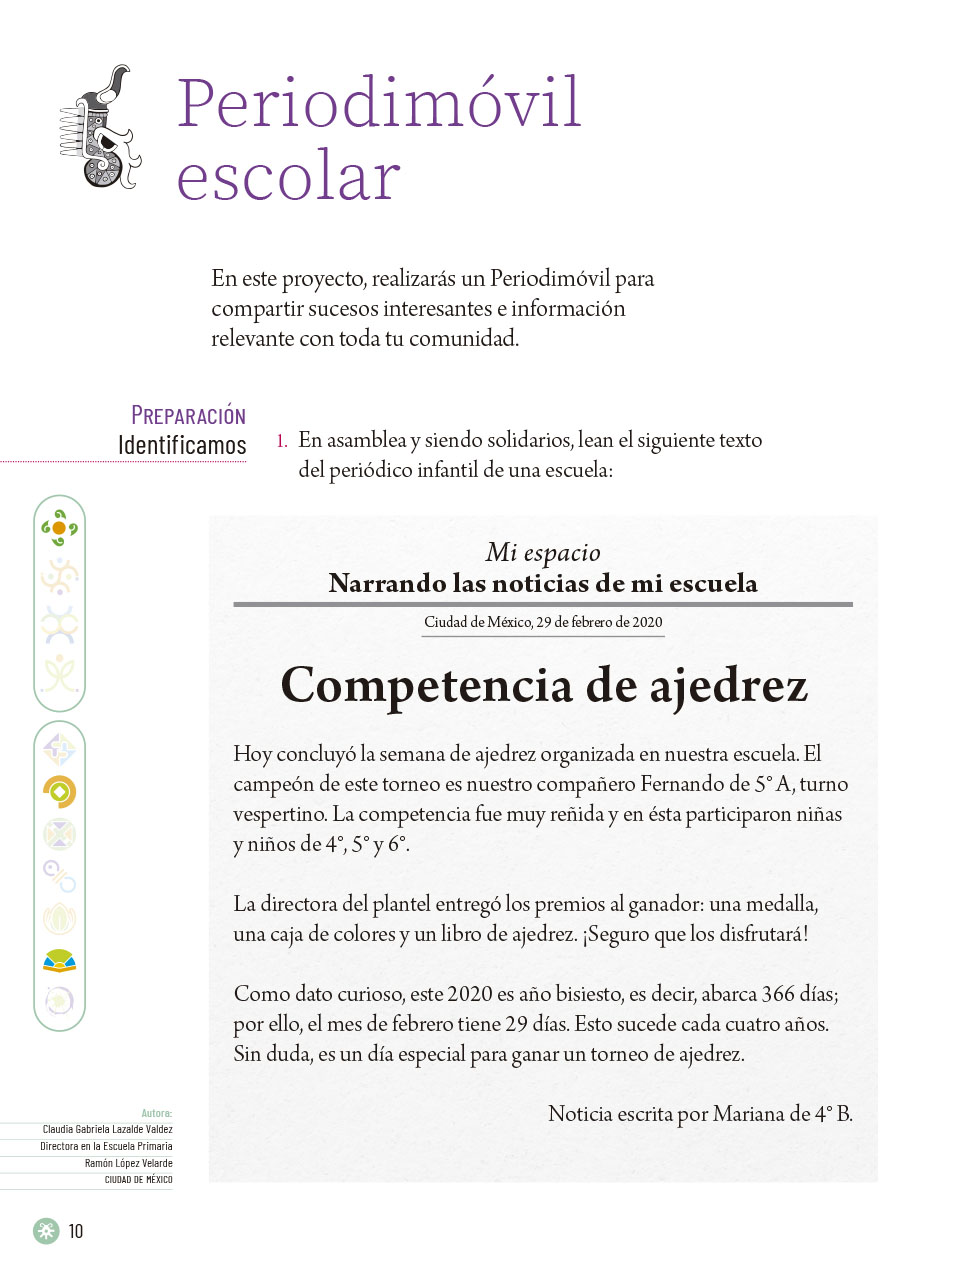 Periodimóvil
escolar
En este proyecto, realizarás un Periodimóvil para
compartir sucesos interesantes e información
relevante con toda tu comunidad.
Preparación
Identificamos
1. En asamblea y siendo solidarios, lean el siguiente texto
del periódico infantil de una escuela:
Mi espacio
Narrando las noticias de mi escuela
Ciudad de México, 29 de febrero de 2020
Competencia de ajedrez
Hoy concluyó la semana de ajedrez organizada en nuestra escuela. El
campeón de este torneo es nuestro compañero Fernando de 5° A, turno
vespertino. La competencia fue muy reñida y en ésta participaron niñas
y niños de 4°, 5° y 6°.
La directora del plantel entregó los premios al ganador: una medalla,
una caja de colores y un libro de ajedrez. ¡Seguro que los disfrutará!
Como dato curioso, este 2020 es año bisiesto, es decir, abarca 366 días;
por ello, el mes de febrero tiene 29 días. Esto sucede cada cuatro años.
Sin duda, es un día especial para ganar un torneo de ajedrez.
Noticia escrita por Mariana de 4° B.
Autora:
Claudia Gabriela Lazalde Valdez
Directora en la Escuela Primaria
Ramón López Velarde
CIUDAD DE MÉXICO
10